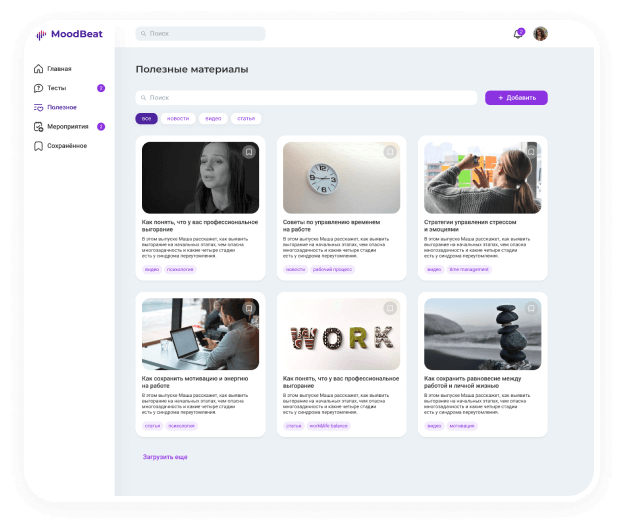 MoodBeat
Поиск
2
Главная
Тесты 2
Полезное
Мероприятия 2
Сохранённое
Полезные материалы
Поиск
+ Добавить
все новости видео статья
Как понять, что у вас профессиональное
выгорание
В этом выпуске Маша расскажет, как выявить
выгорание на начальных этапах, чем опасна
многозадачность и какие четыре стадии
есть у синдрома переутомления.
видео психология
Советы по управлению временем
на работе
В этом выпуске Маша расскажет, как выявить
выгорание на начальных этапах, чем опасна
многозадачность и какие четыре стадии
есть у синдрома переутомления.
новости рабочий процесс
Стратегии управления стрессом
и эмоциями
В этом выпуске Маша расскажет, как выявить
выгорание на начальных этапах, чем опасна
многозадачность и какие четыре стадии
есть у синдрома переутомления.
видео time management
Как сохранить мотивацию и энергию
на работе
В этом выпуске Маша расскажет, как выявить
выгорание на начальных этапах, чем опасна
многозадачность и какие четыре стадии
есть у синдрома переутомления.
статья психология
WORK
Как понять, что у вас профессиональное
выгорание
В этом выпуске Маша расскажет, как выявить
выгорание на начальных этапах, чем опасна
многозадачность и какие четыре стадии
есть у синдрома переутомления.
статья work&life balance
Как сохранить равновесие между
работой и личной жизнью
В этом выпуске Маша расскажет, как выявить
выгорание на начальных этапах, чем опасна
многозадачность и какие четыре стадии
есть у синдрома переутомления.
видео мотивация
Загрузить еще